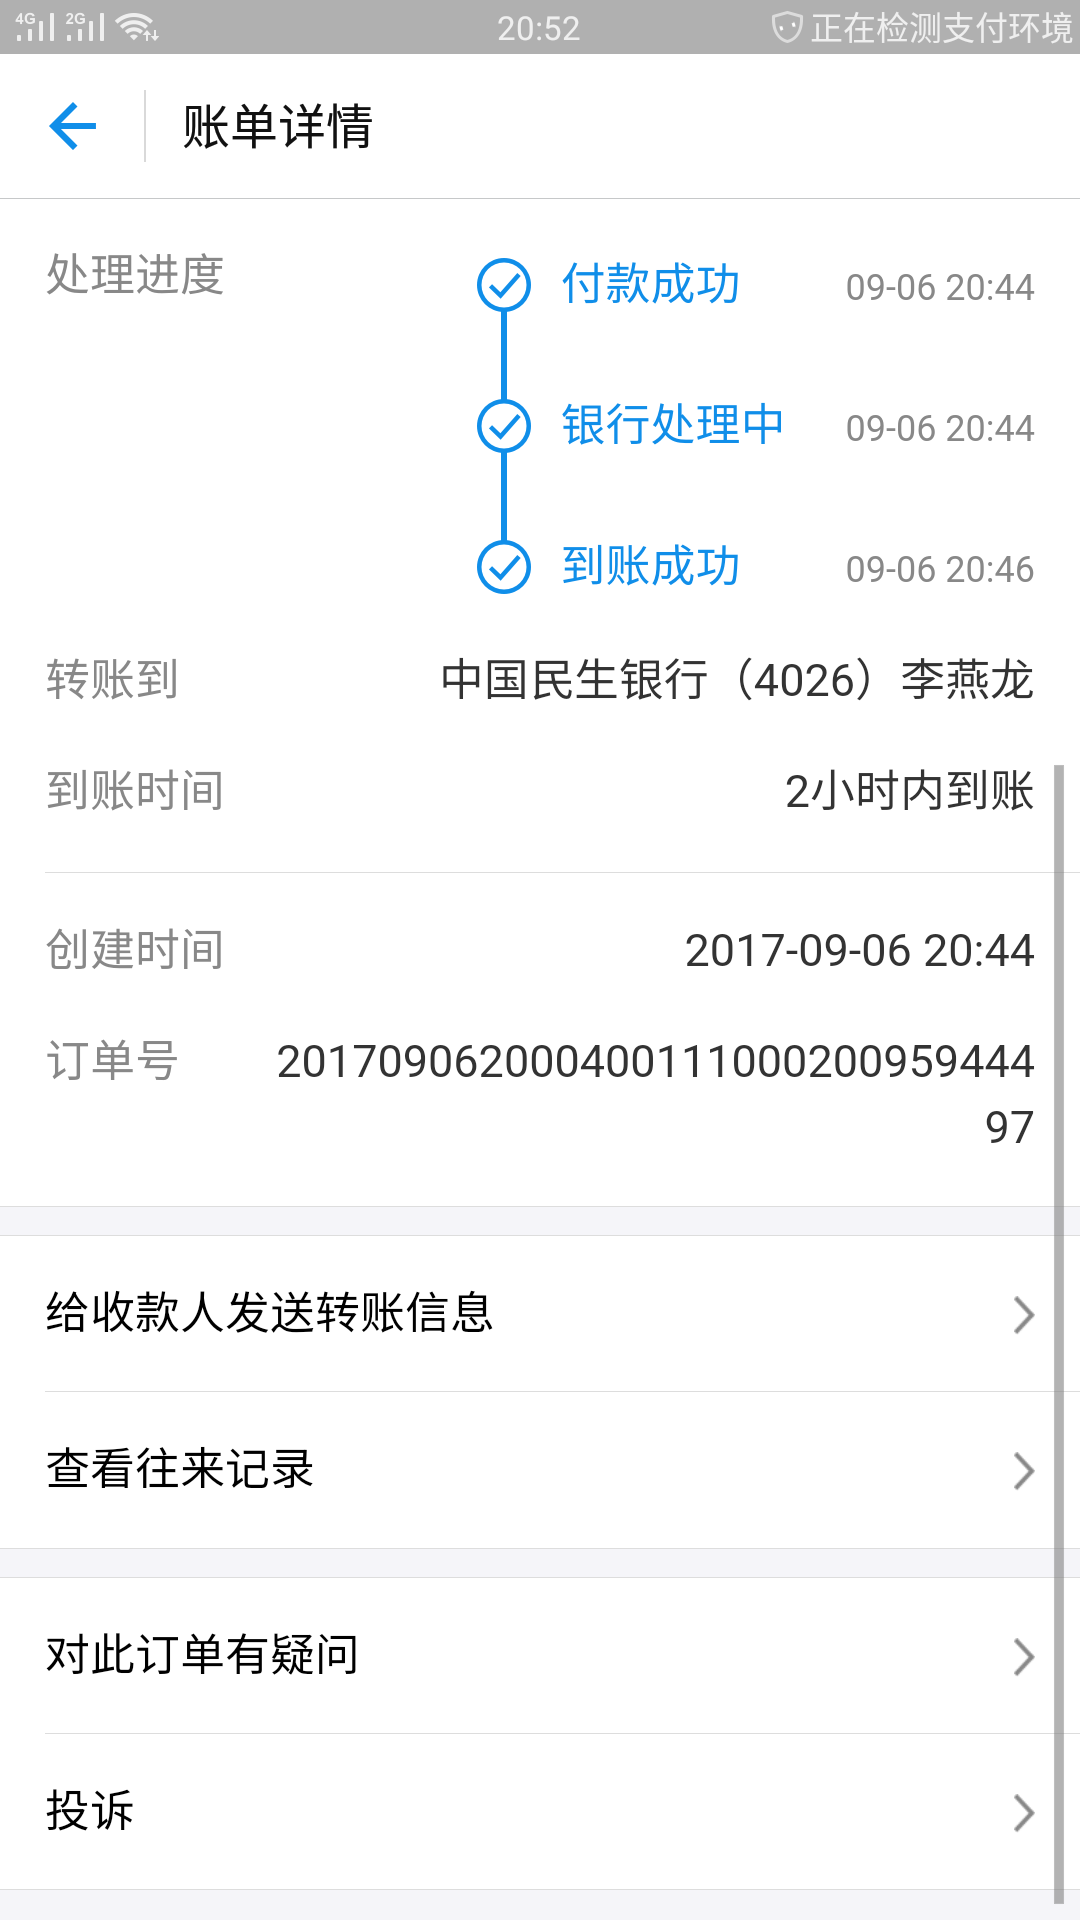 4G 2G 20:52 正在检测支付环境
账单详情
处理进度 付款成功 09-06 20:44
银行处理中 09-06 20:44
到账成功 09-06 20:46
转账到 中国民生银行（4026）李燕龙
到账时间 2小时内到账
创建时间 2017-09-06 20:44
订单号 201709062000400111000200959444
97
给收款人发送转账信息
查看往来记录
对此订单有疑问
投诉